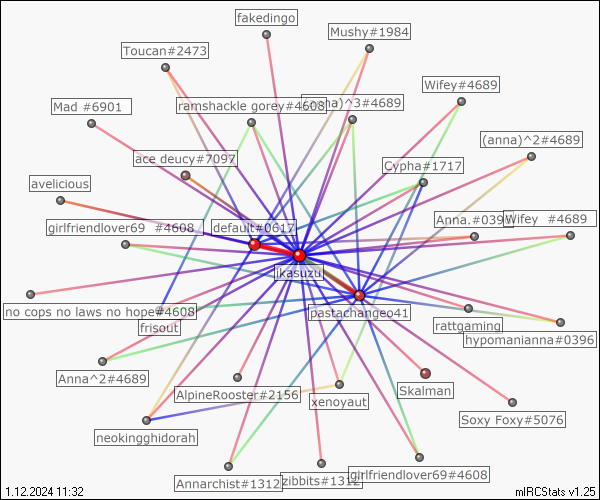 fakedingo
Mushy#1984
Toucan#2473
Wifey#4689
Mad #6901
ramshackle gorey#4608
)^3#4689
(anna)^2#4689
ace deucy#7097
Cypha#1717
avelicious
girlfriendlover69 #4608
default#0617
Anna.#039
Wifey #4689
jkasuzu
no cops no laws no hope#4608
frisout
pastachangeo41
rattgaming
hypomanianna#0396
Anna^2#4689
AlpineRooster#2156
xenoyaut
Skalman
Soxy Foxy#5076
neokingghidorah
Annarchist#1312
zibbits#1312
girlfriendlover69#4608
1.12.2024 11:32
mIRCStats v1.25